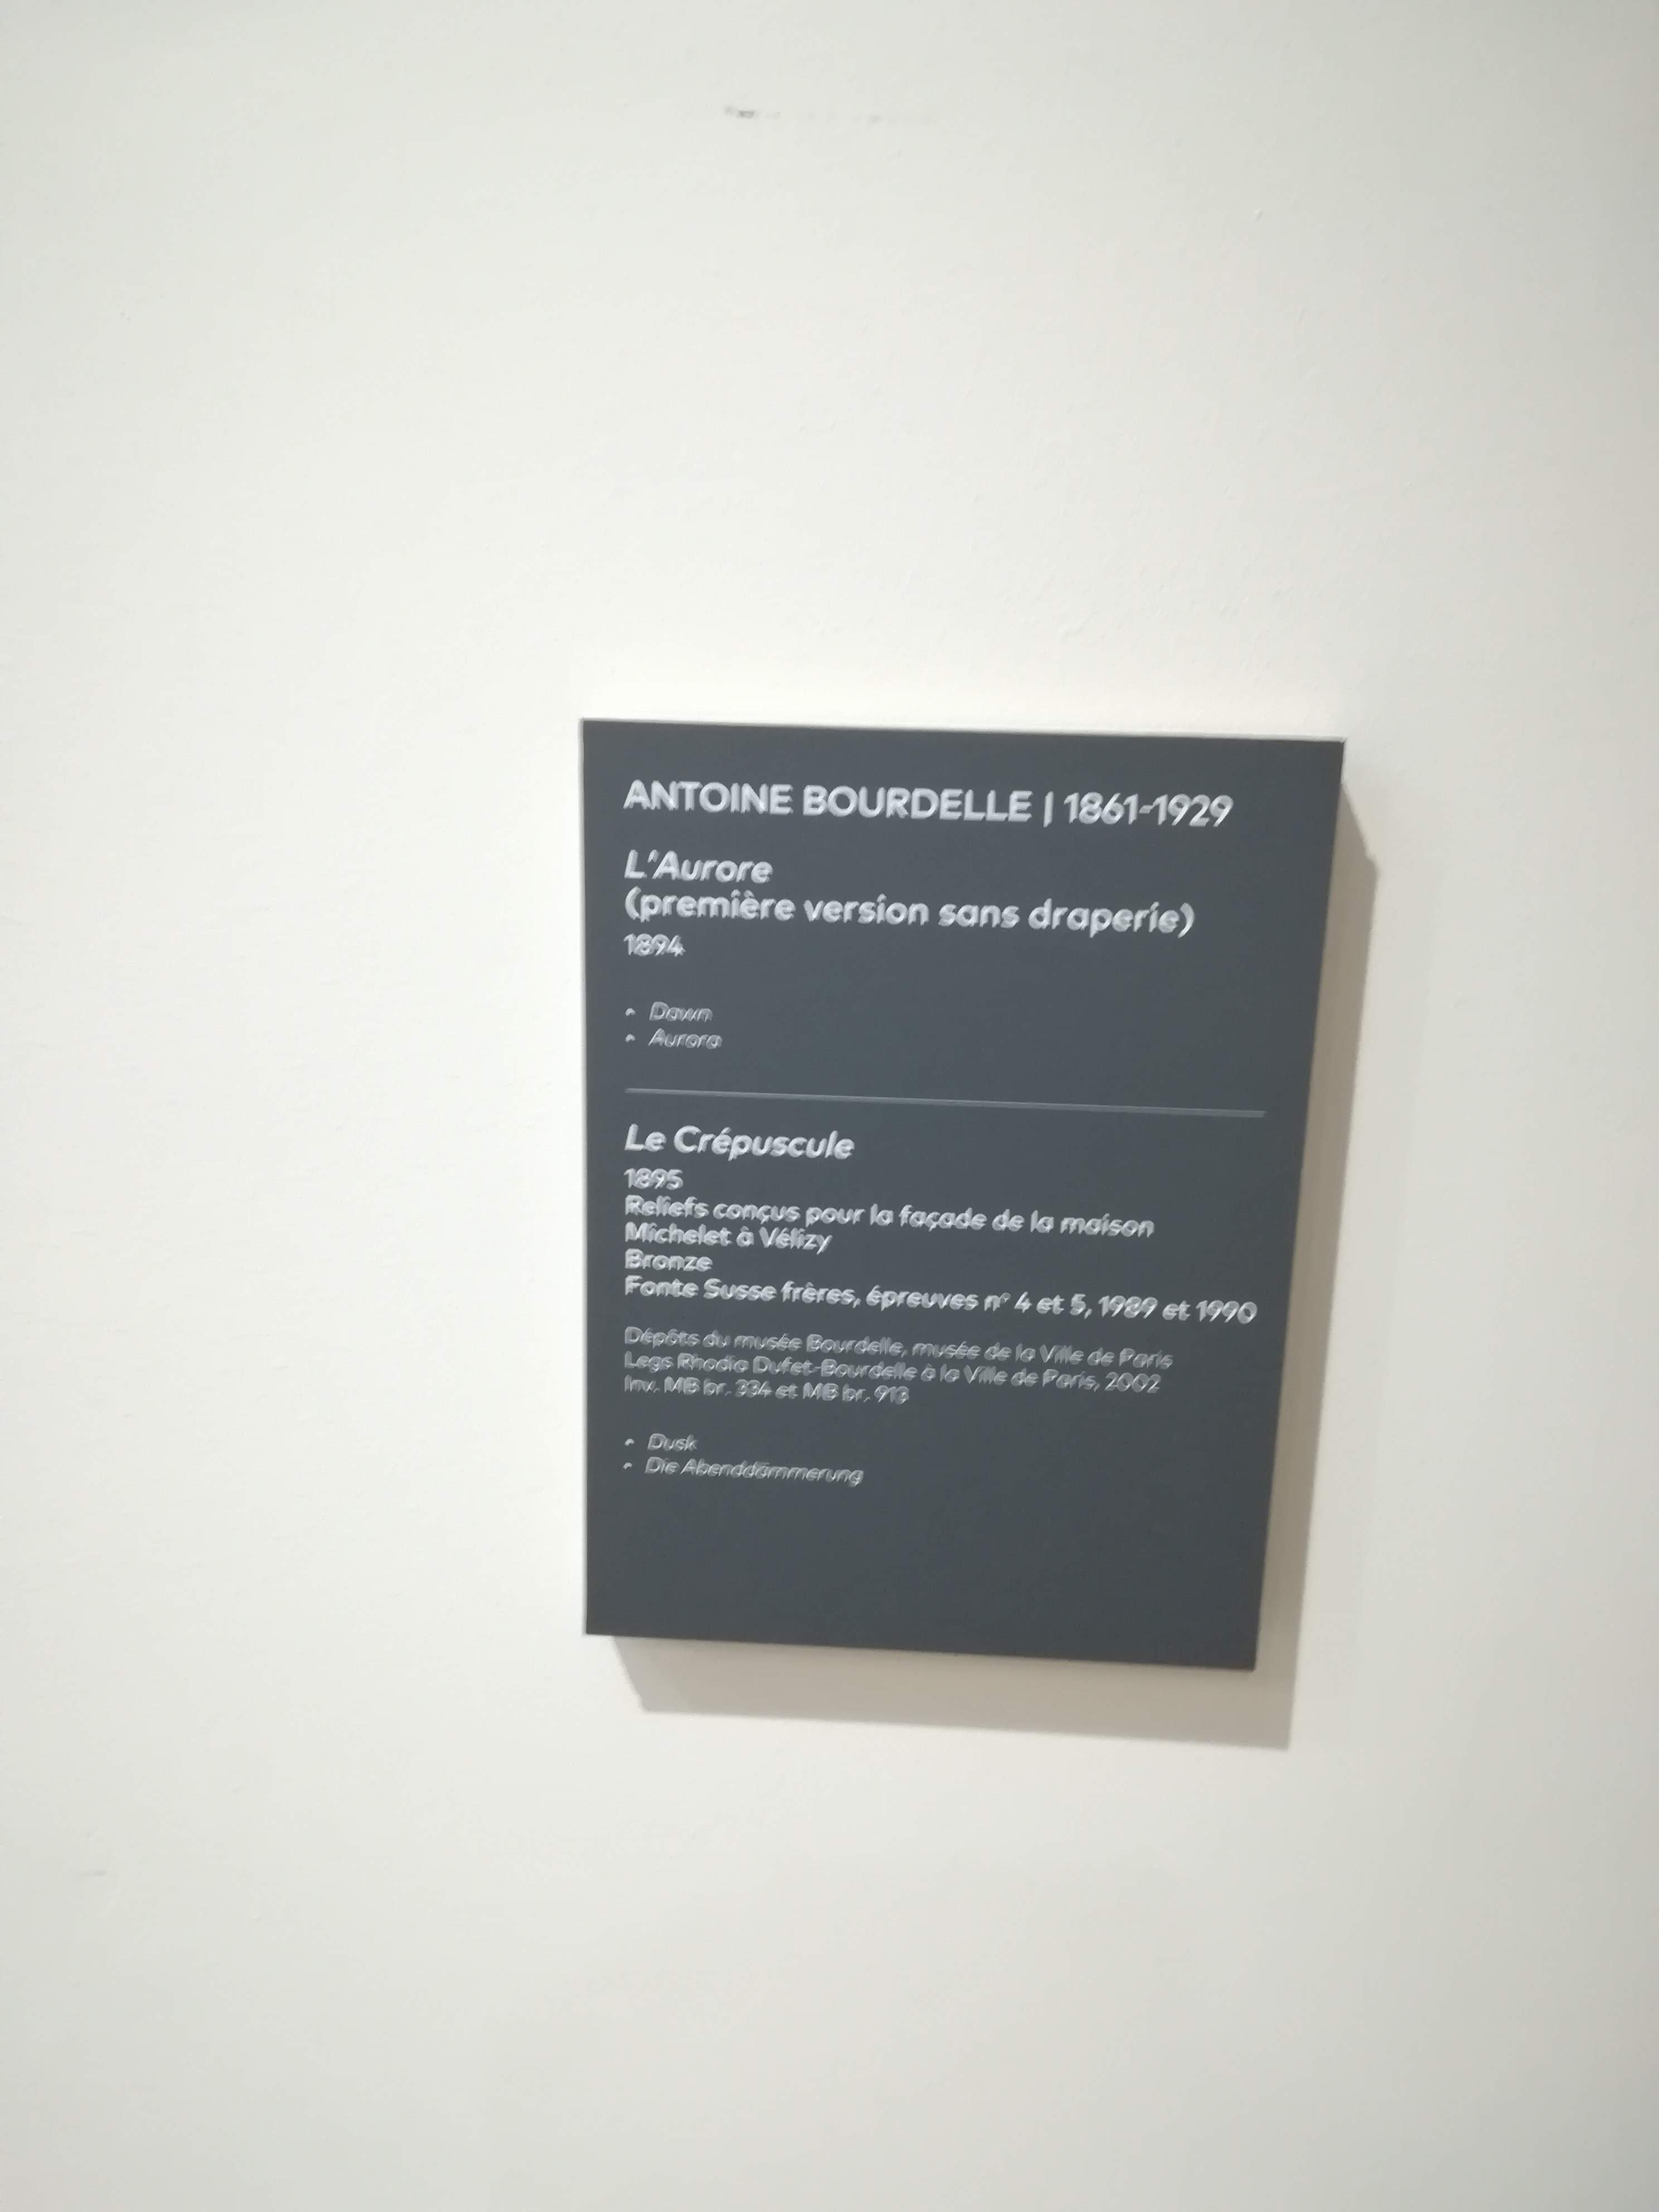 ANTOINE BOURDELLE | 1861-1929
L'Aurore
(première version sans draperie)
1894
• Dawn
• Aurora
Le Crépuscule
1895
Reliefs conçus pour la façade de la maison
Michelet à Vélizy
Bronze
Fonte Susse frères, épreuves n° 4 et 5, 1989 et 1990
Dépôts du musée Bourdelle, musée de la Ville de Paris
Legs Rhodia Dufet-Bourdelle à la Ville de Paris, 2002
Inv. MB br. 334 et MB br. 913
• Dusk
• Die Abenddämmerung